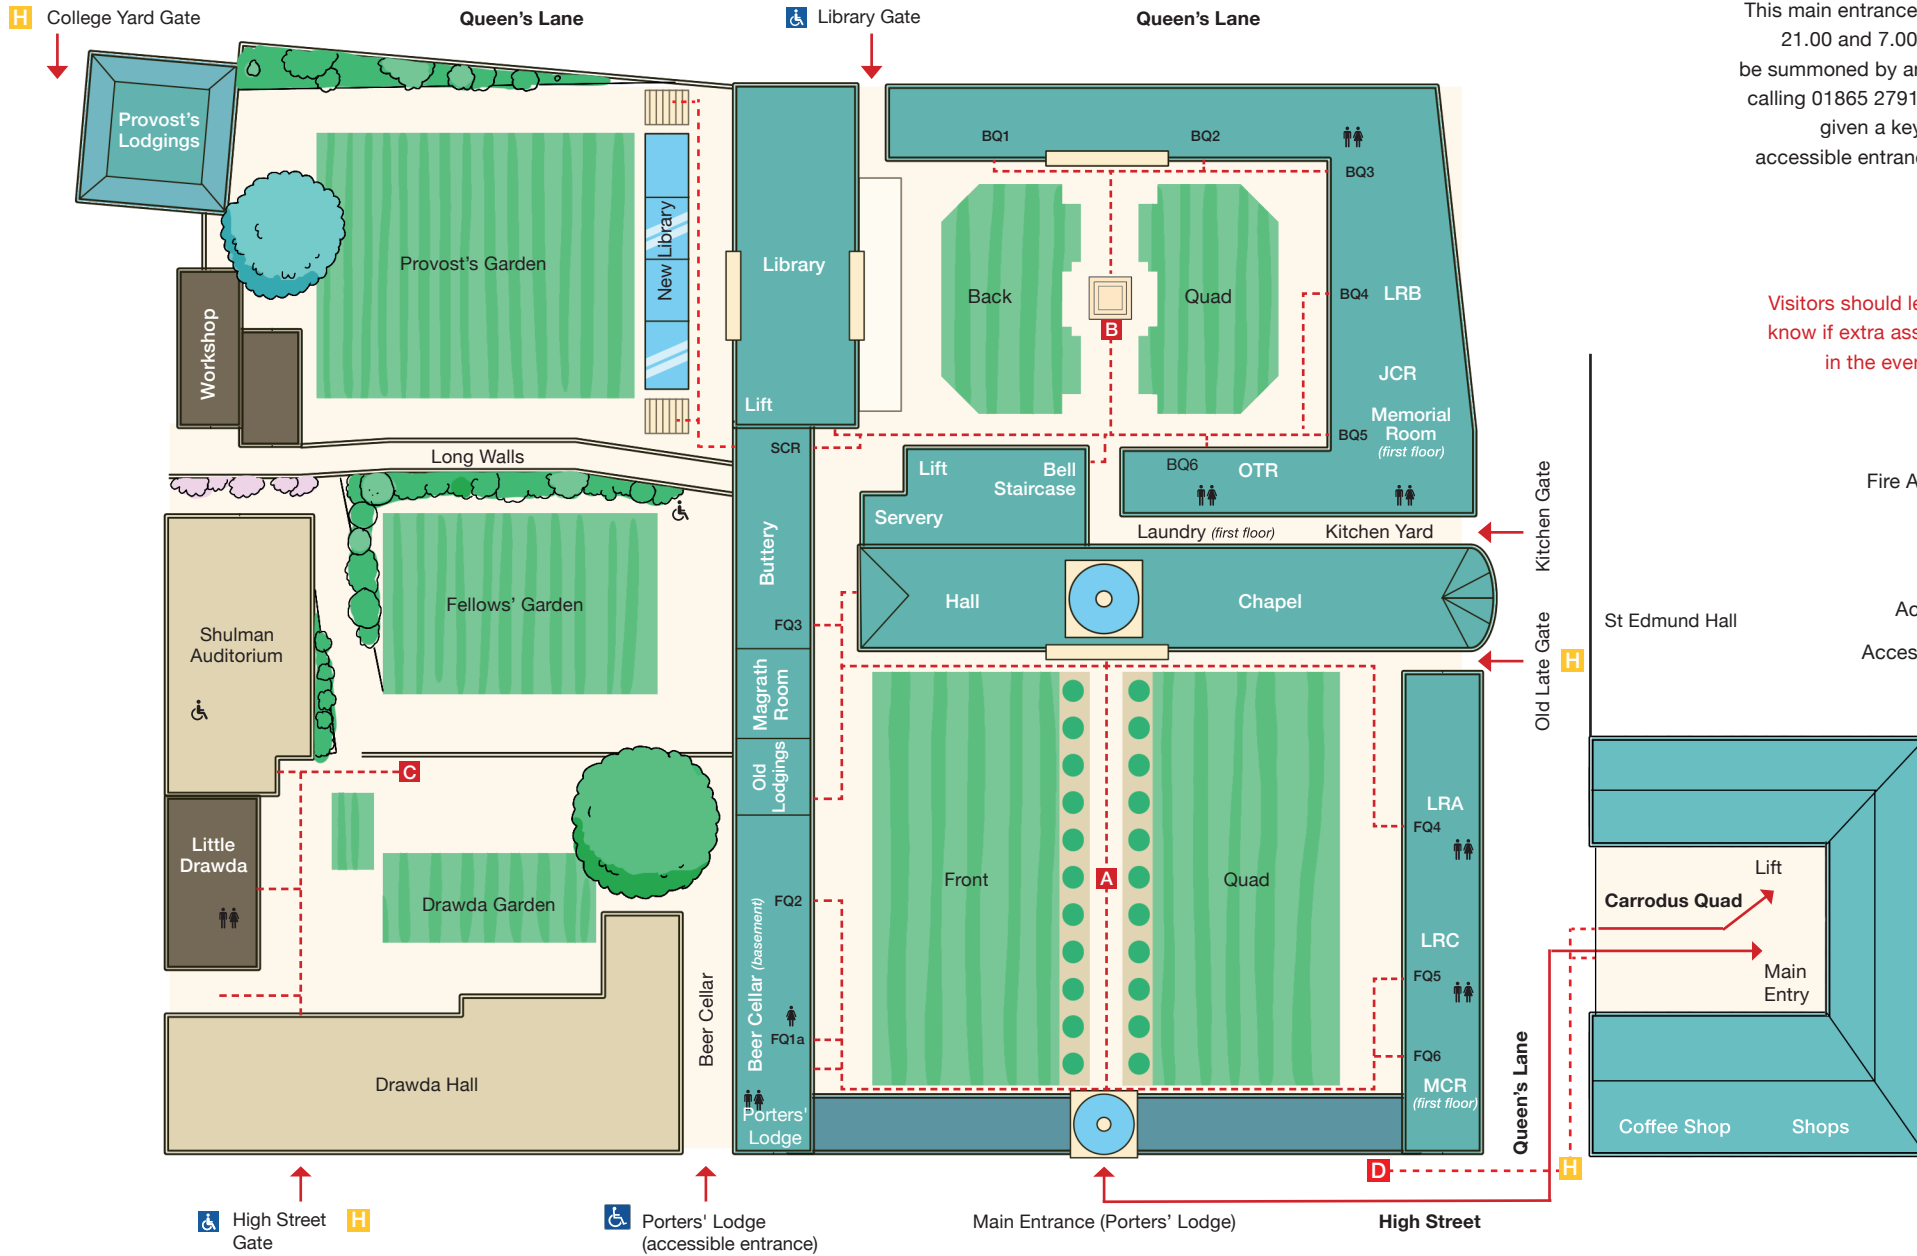 H College Yard Gate
Queen's Lane
Library Gate
Queen's Lane
This main entrance
21.00 and 7.00
be summoned by
calling 01865
given a key
accessible
Provost's
Lodgings
BQ1
BQ2
BQ3
Provost's Garden
New Library
Library
Back
Quad
BQ4
LRB
B
Workshop
JCR
Visitors should
know if extra
in the
Lift
Memorial
Room
(first floor)
BQ5
SCR
Long Walls
Lift
Bell
Staircase
BQ6
OTR
Servery
Fire
Kitchen Gate
Laundry (first floor)
Kitchen Yard
Buttery
Fellows' Garden
Hall
Chapel
FQ3
Shulman
Auditorium
St Edmund Hall
Old Late Gate
H
Magrath
Room
Old
Lodgings
C
LRA
FQ4
Little
Drawda
Lift
Carrodus Quad
Front
A
Quad
Drawda Garden
FQ2
LRC
Main
Entry
FQ5
Beer Cellar
Beer Cellar (basement)
FQ1a
FQ6
Queen's Lane
Drawda Hall
MCR
(first floor)
Porters'
Lodge
Coffee Shop
Shops
D
H
High Street
Gate
H
Porters' Lodge
(accessible entrance)
Main Entrance (Porters' Lodge)
High Street